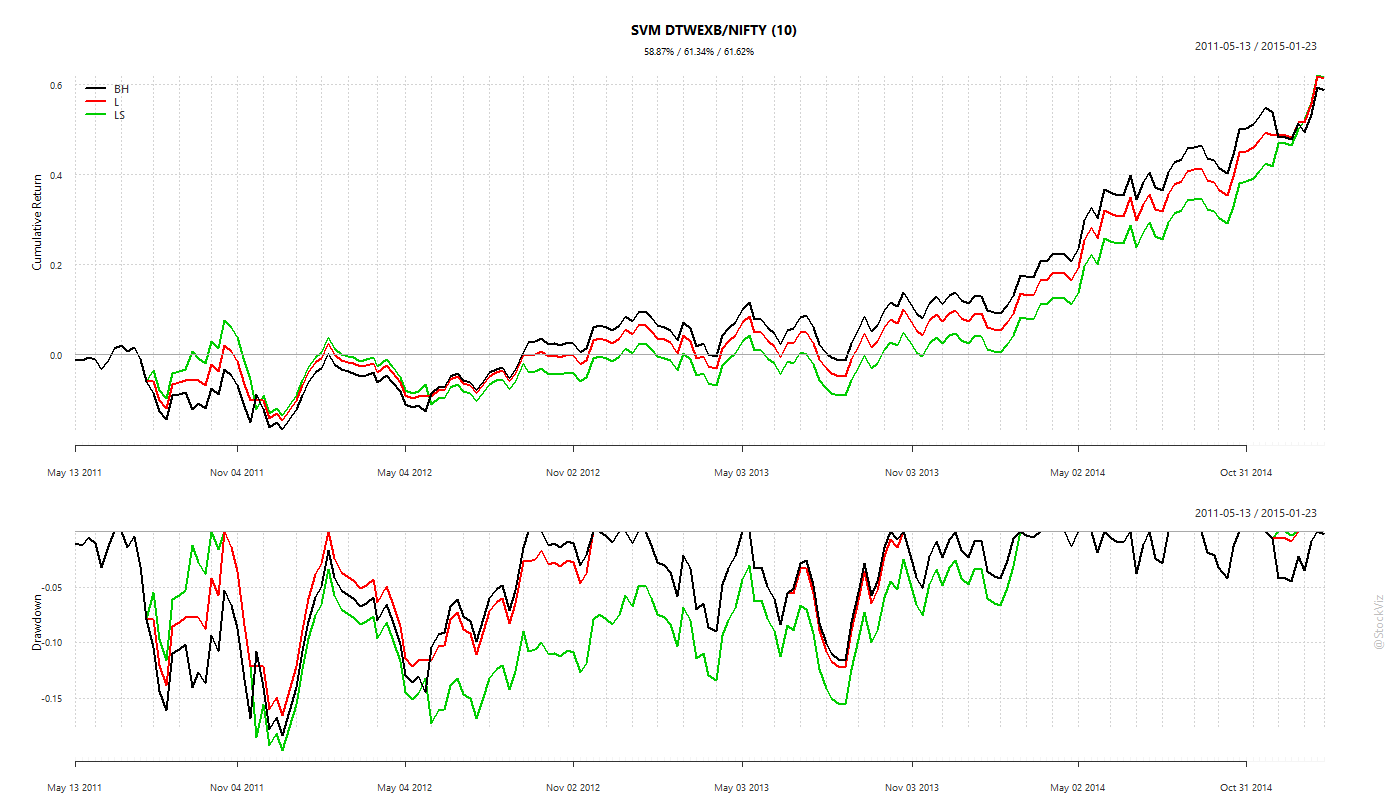 SVM DTWEXB/NIFTY (10)
58.87% / 61.34% / 61.62%
2011-05-13 / 2015-01-23
BH
L
LS
Cumulative Return
0.6
0.4
0.2
0.0
May 13 2011
Nov 04 2011
May 04 2012
Nov 02 2012
May 03 2013
Nov 03 2013
May 02 2014
Oct 31 2014
2011-05-13 / 2015-01-23
Drawdown
-0.05
-0.10
-0.15
@StockViz
May 13 2011
Nov 04 2011
May 04 2012
Nov 02 2012
May 03 2013
Nov 03 2013
May 02 2014
Oct 31 2014